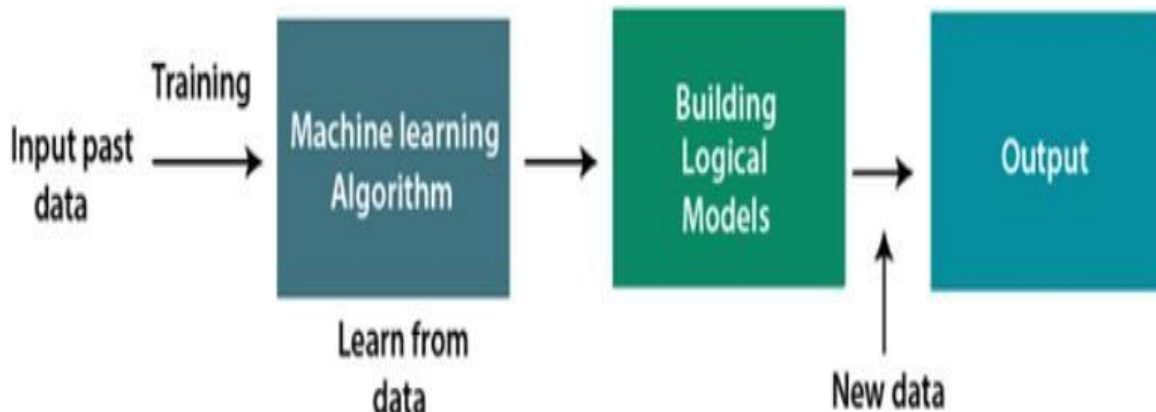 Training
Input past
data
Machine learning
Algorithm
Learn from
data
Building
Logical
Models
New data
Output